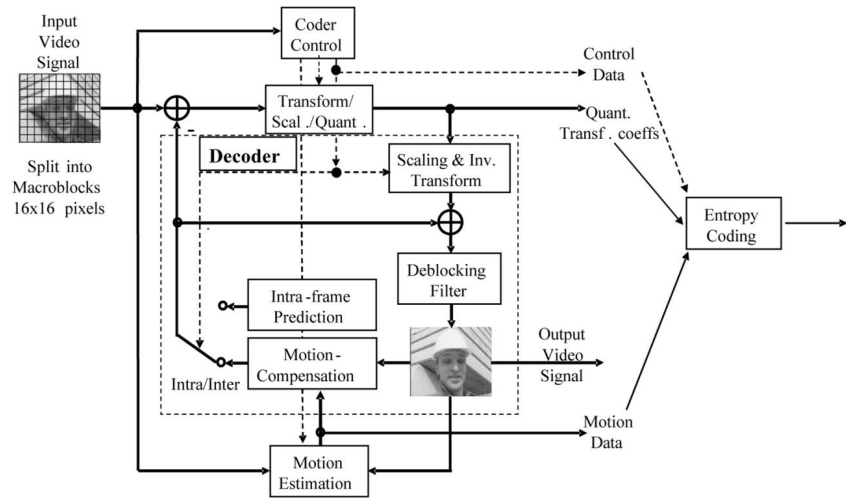 Input
Video
Signal
Split into
Macroblocks
16x16 pixels
Coder
Control
Transform/
Scal./Quant.
-
Decoder
Scaling & Inv.
Transform
Deblocking
Filter
Intra-frame
Prediction
Motion-
Compensation
Intra/Inter
Motion
Estimation
Control
Data
Quant.
Transf. coeffs
Entropy
Coding
Output
Video
Signal
Motion
Data